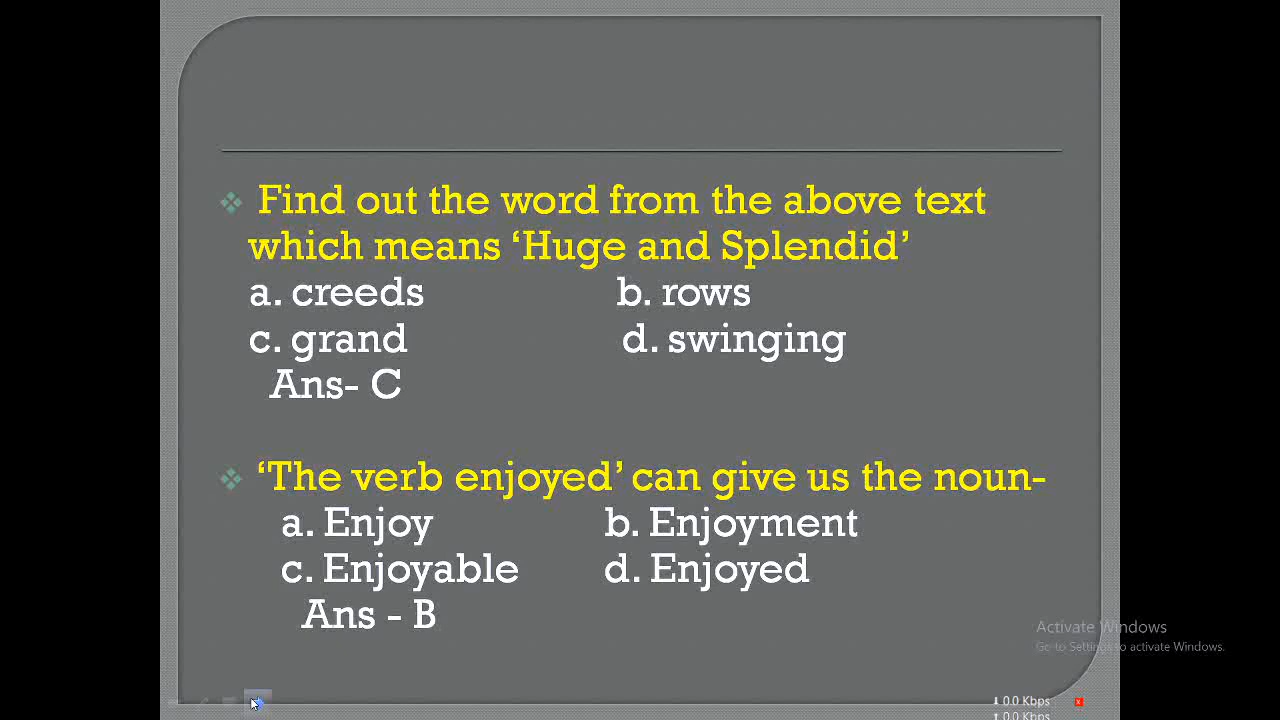 Find out the word from the above text
which means ‘Huge and Splendid’
a. creeds b. rows
c. grand d. swinging
Ans- C
‘The verb enjoyed’ can give us the noun-
a. Enjoy b. Enjoyment
c. Enjoyable d. Enjoyed
Ans - B
Activate Windows
Go to Settings to activate Windows.
0.0 Kbps
0.0 Kbps